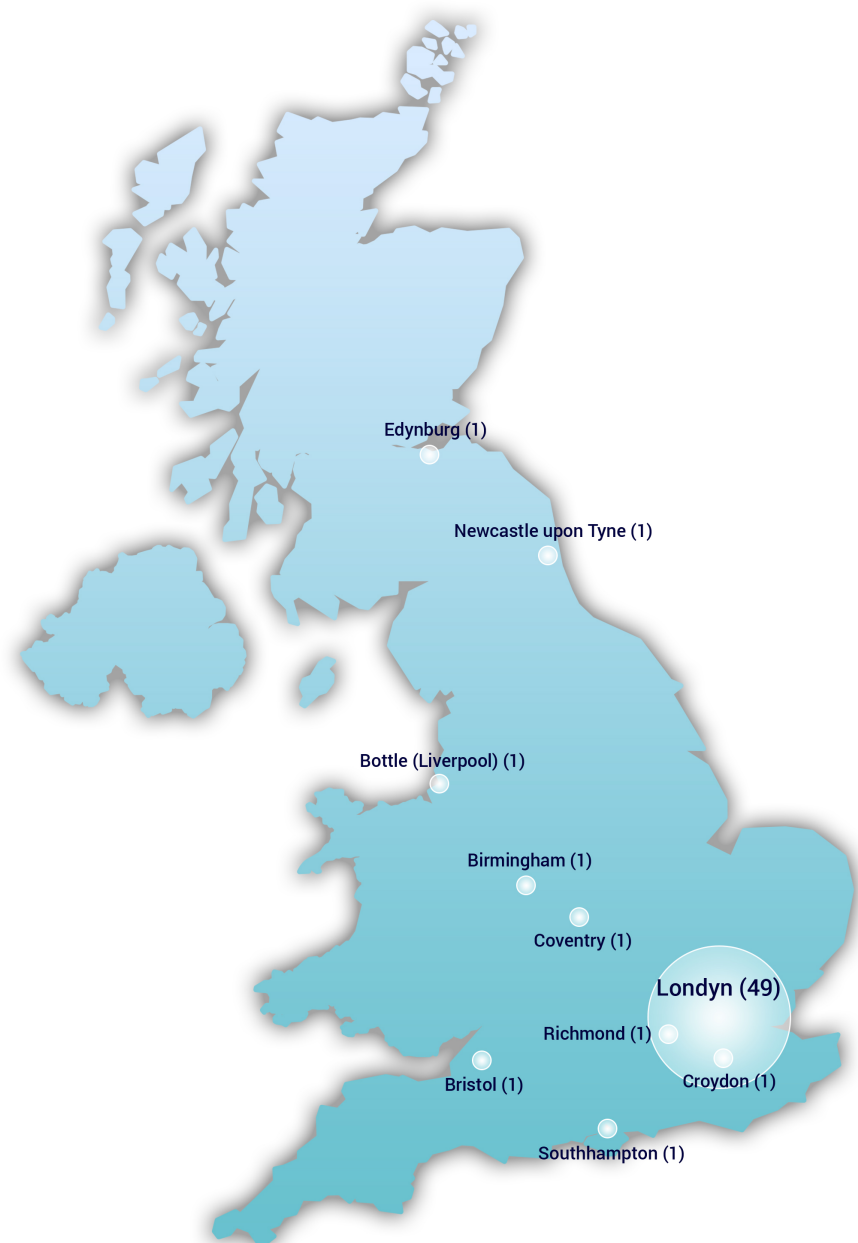 Edynburg (1)
Newcastle upon Tyne (1)
Bottle (Liverpool) (1)
Birmingham (1)
Coventry (1)
Londyn (49)
Richmond (1)
Croydon (1)
Bristol (1)
Southhampton (1)